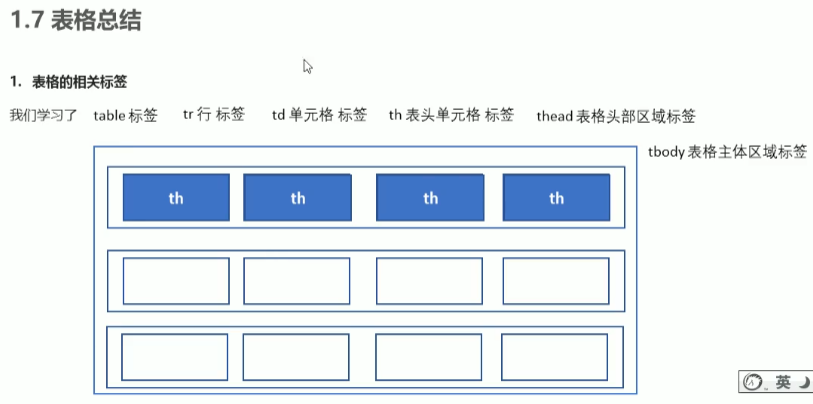 1.7 表格总结
1. 表格的相关标签
我们学习了 table 标签 tr 行 标签 td 单元格 标签 th 表头单元格 标签 thead 表格头部区域标签
tbody 表格主体区域标签
th th th th
英